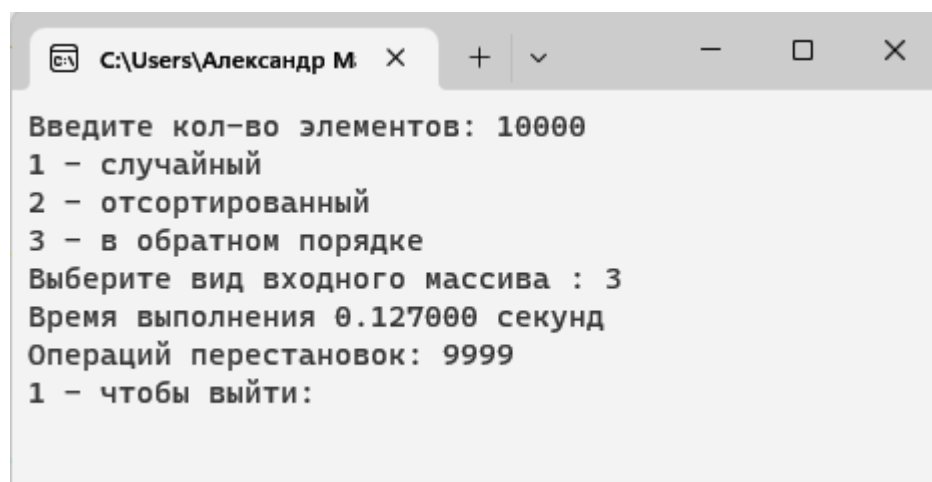 C:\Users\Александр М
Введите кол-во элементов: 10000
1 - случайный
2 - отсортированный
3 - в обратном порядке
Выберите вид входного массива : 3
Время выполнения 0.127000 секунд
Операций перестановок: 9999
1 - чтобы выйти: